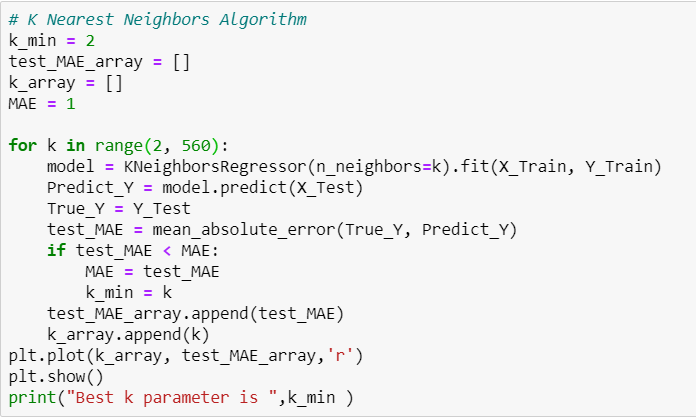 # K Nearest Neighbors Algorithm
k_min = 2
test_MAE_array = []
k_array = []
MAE = 1

for k in range(2, 560):
    model = KNeighborsRegressor(n_neighbors=k).fit(X_Train, Y_Train)
    Predict_Y = model.predict(X_Test)
    True_Y = Y_Test
    test_MAE = mean_absolute_error(True_Y, Predict_Y)
    if test_MAE < MAE:
        MAE = test_MAE
        k_min = k
    test_MAE_array.append(test_MAE)
    k_array.append(k)
plt.plot(k_array, test_MAE_array,'r')
plt.show()
print("Best k parameter is ",k_min )